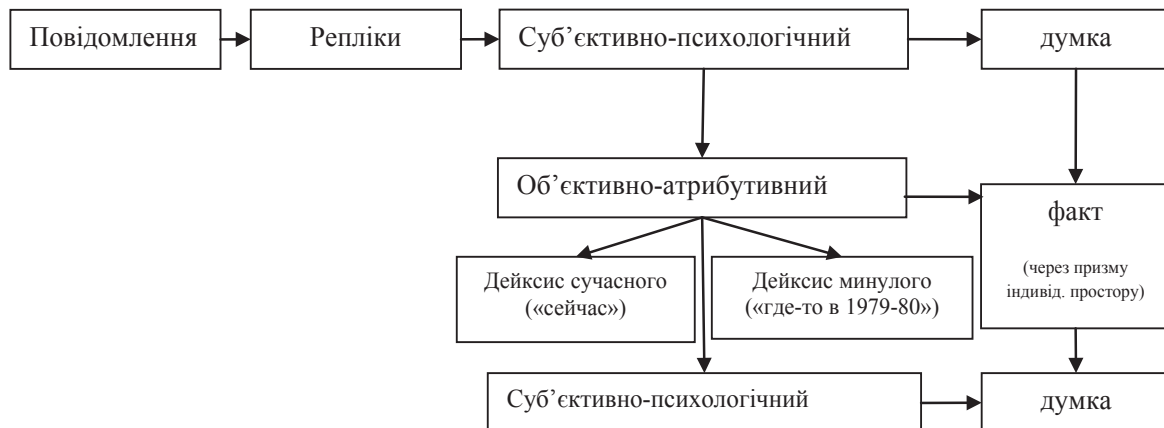 Повідомлення
Репліки
Суб’єктивно-психологічний
думка
Об’єктивно-атрибутивний
факт
(через призму
індивід. простору)
Дейксис сучасного
(«сейчас»)
Дейксис минулого
(«где-то в 1979-80»)
Суб’єктивно-психологічний
думка